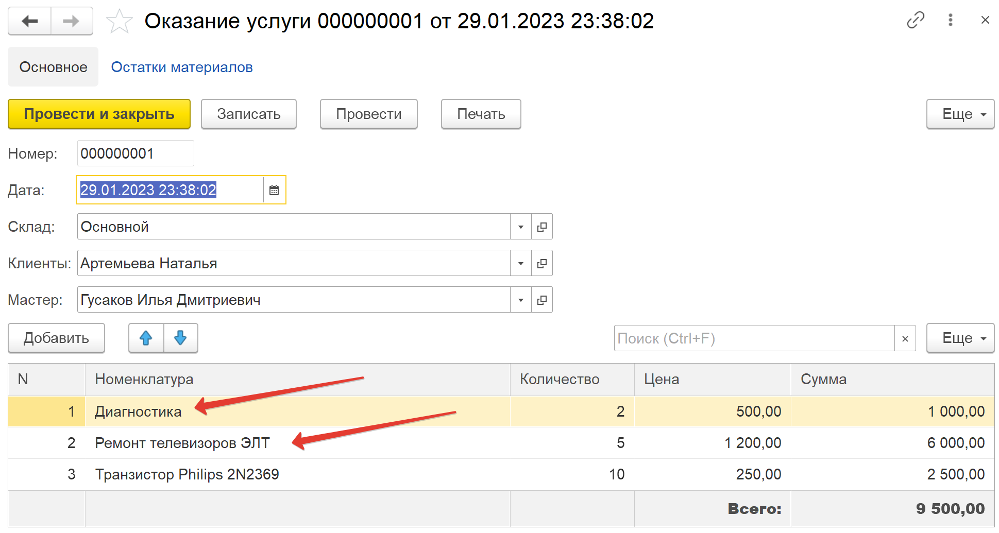 Оказание услуги 000000001 от 29.01.2023 23:38:02
Основное Остатки материалов
Провести и закрыть Записать Провести Печать Еще
Номер: 000000001
Дата: 29.01.2023 23:38:02
Склад: Основной
Клиенты: Артемьева Наталья
Мастер: Гусаков Илья Дмитриевич
Добавить Поиск (Ctrl+F) × Еще
N Номенклатура Количество Цена Сумма
1 Диагностика 2 500,00 1 000,00
2 Ремонт телевизоров ЭЛТ 5 1 200,00 6 000,00
3 Транзистор Philips 2N2369 10 250,00 2 500,00
Всего: 9 500,00